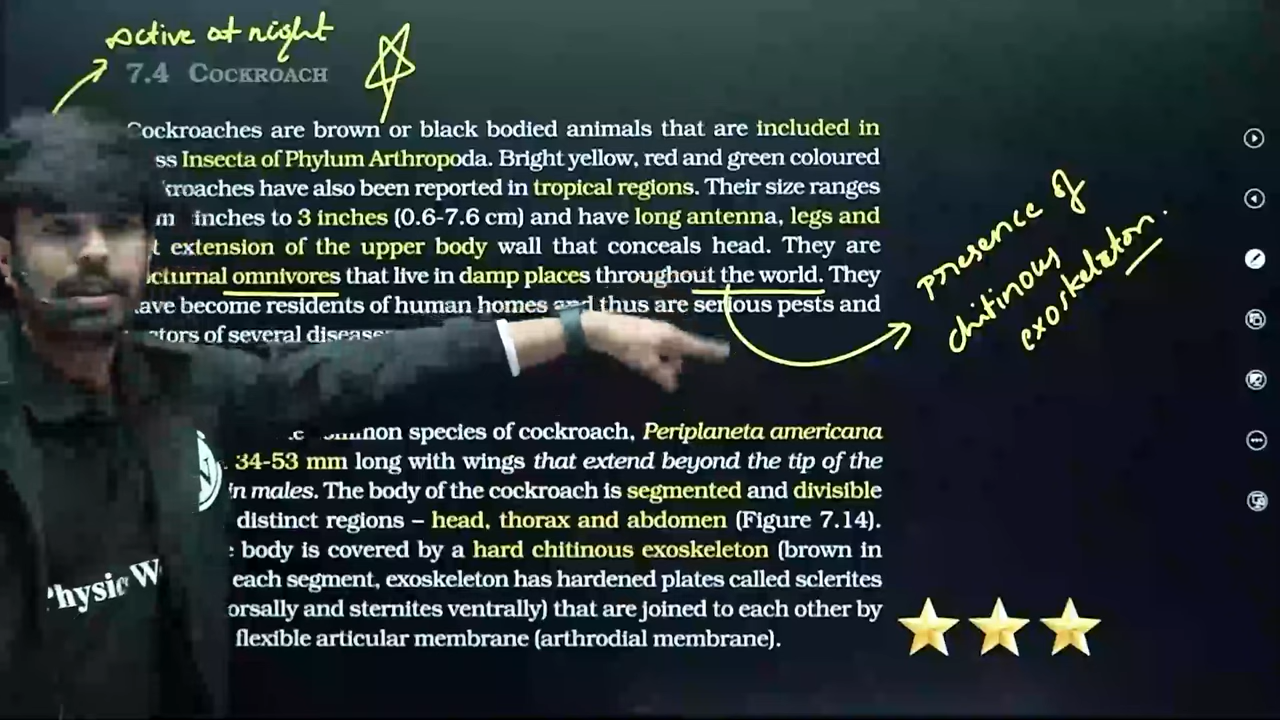 Active at night
7.4 COCKROACH
Cockroaches are brown or black bodied animals that are included in
ss Insecta of Phylum Arthropoda. Bright yellow, red and green coloured
kroaches have also been reported in tropical regions. Their size ranges
m inches to 3 inches (0.6-7.6 cm) and have long antenna, legs and
t extension of the upper body wall that conceals head. They are
cturnal omnivores that live in damp places throughout the world. They
ave become residents of human homes and thus are serious pests and
ctors of several disease
presence of
chitinous
exoskeleton.
mmon species of cockroach, Periplaneta americana
34-53 mm long with wings that extend beyond the tip of the
in males. The body of the cockroach is segmented and divisible
distinct regions – head, thorax and abdomen (Figure 7.14).
body is covered by a hard chitinous exoskeleton (brown in
each segment, exoskeleton has hardened plates called sclerites
orsally and sternites ventrally) that are joined to each other by
flexible articular membrane (arthrodial membrane).
Physic W